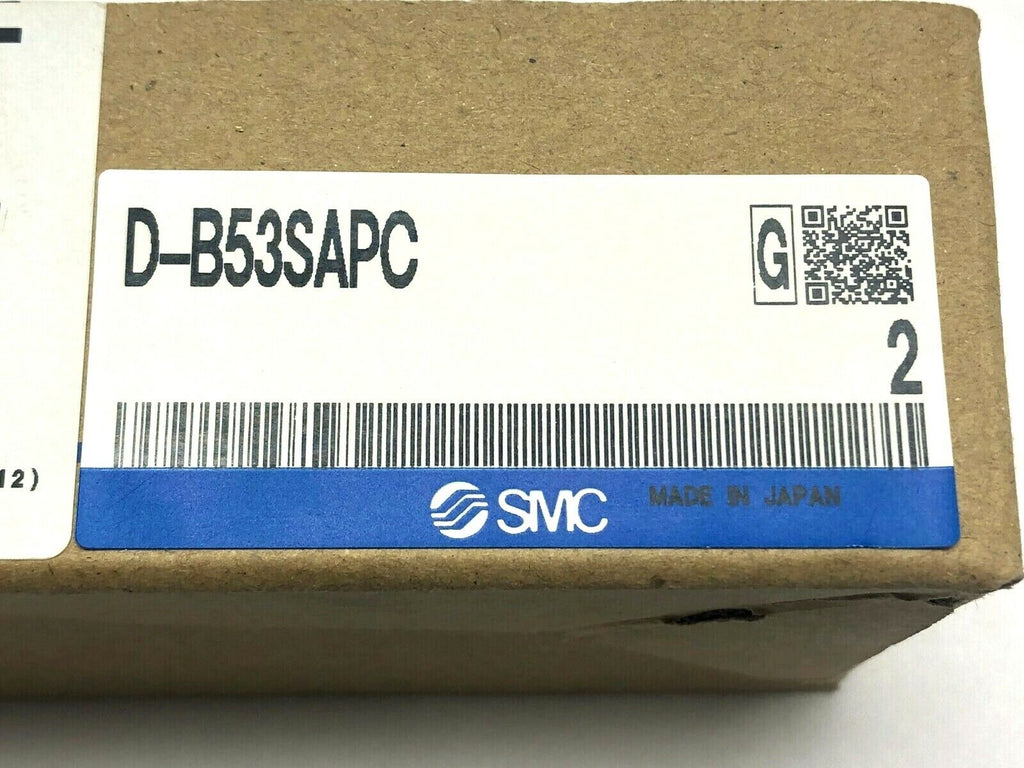 D-B53SAPC
G
2
SMC
MADE IN JAPAN
12)